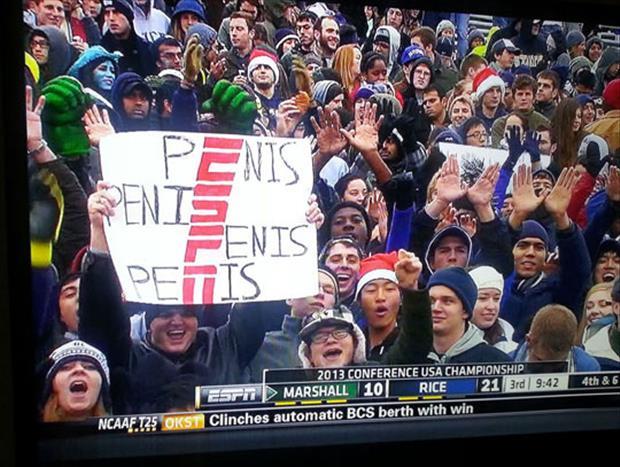 PENIS
PENIS
PENIS
PENIS
2013 CONFERENCE USA CHAMPIONSHIP
ESPN MARSHALL 10 RICE 21 3rd 9:42 4th & 6
NCAAF T25 OKST Clinches automatic BCS berth with win